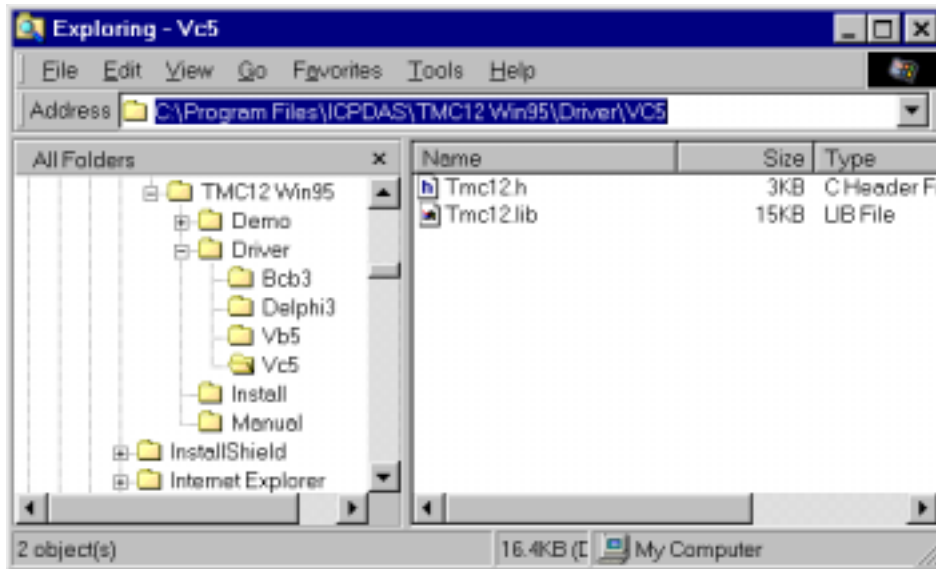 Exploring - Vc5
File Edit View Go Favorites Tools Help
Address C:\Program Files\ICPDAS\TMC12 Win95\Driver\VC5
All Folders
TMC12 Win95
Demo
Driver
Bcb3
Delphi3
Vb5
Vc5
Install
Manual
InstallShield
Internet Explorer
Name Size Type
Tmc12.h 3KB C Header Fi
Tmc12.lib 15KB LIB File
2 object(s) 16.4KB (D My Computer